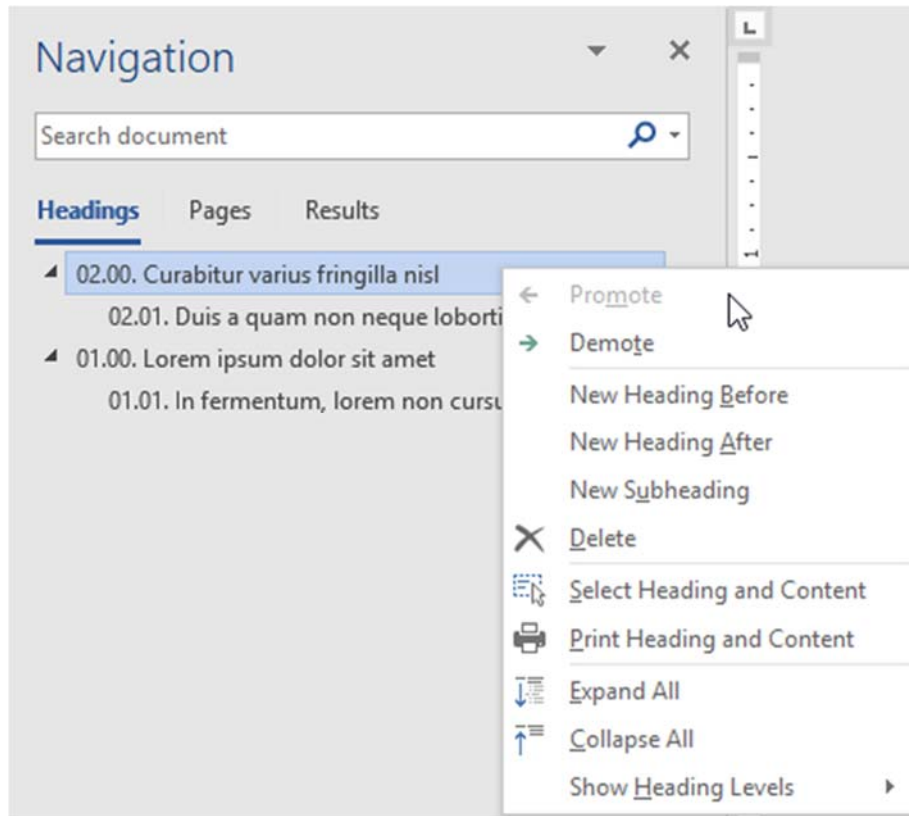 Navigation
Search document
Headings Pages Results
02.00. Curabitur varius fringilla nisl
02.01. Duis a quam non neque loborti
01.00. Lorem ipsum dolor sit amet
01.01. In fermentum, lorem non cursu
Promote
Demote
New Heading Before
New Heading After
New Subheading
Delete
Select Heading and Content
Print Heading and Content
Expand All
Collapse All
Show Heading Levels
1